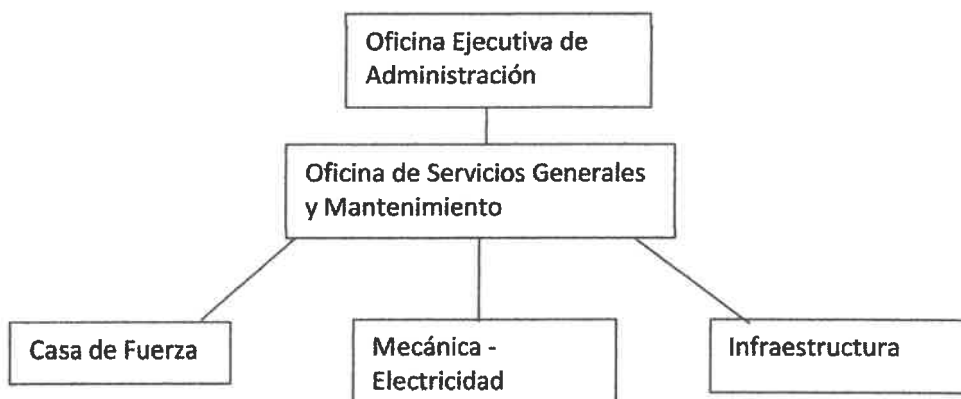 Oficina Ejecutiva de
Administración
Oficina de Servicios Generales
y Mantenimiento
Casa de Fuerza
Mecánica -
Electricidad
Infraestructura